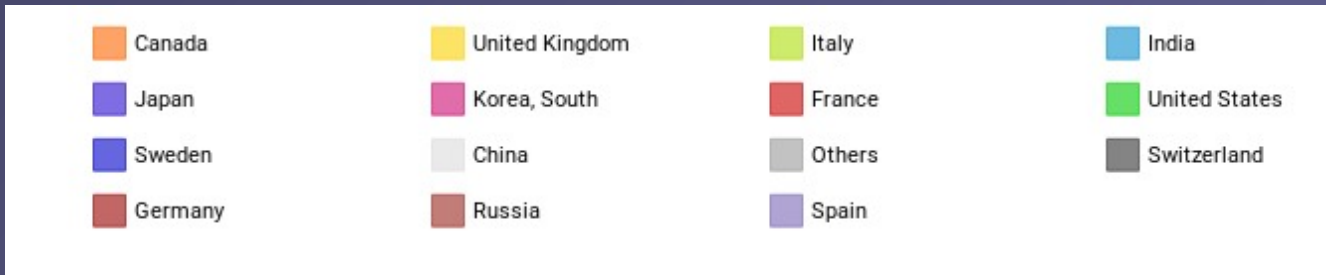 Canada United Kingdom Italy India
Japan Korea, South France United States
Sweden China Others Switzerland
Germany Russia Spain